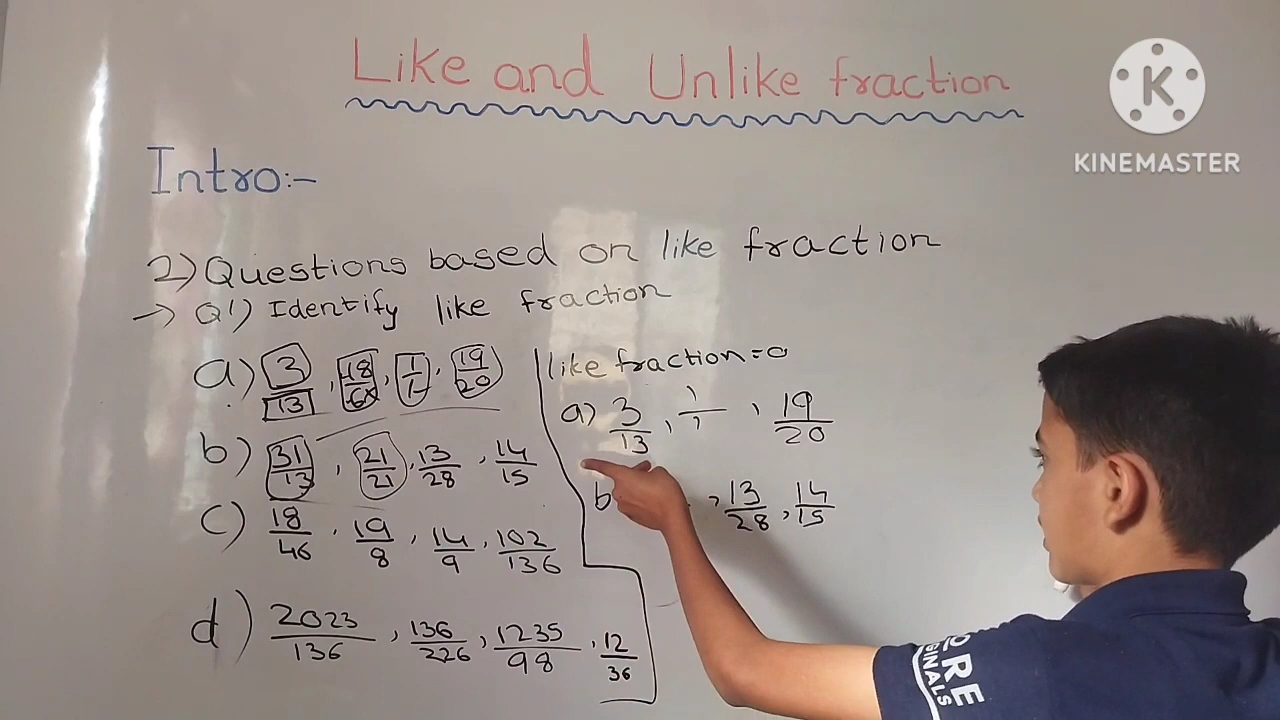 Like and Unlike fraction
KINEMASTER
Intro:-
2) Questions based on like fraction
→ Q1) Identify like fraction
a) 3/13, 18/, 1/1, 19/20
b) 31/13, 21/21, 13/28, 14/15
c) 18/46, 19/8, 14/9, 102/136
d) 2023/136, 136/226, 1235/98, 12/36
like fraction =
a) 3/13, 1/1, 19/20
b , 13/28, 14/15